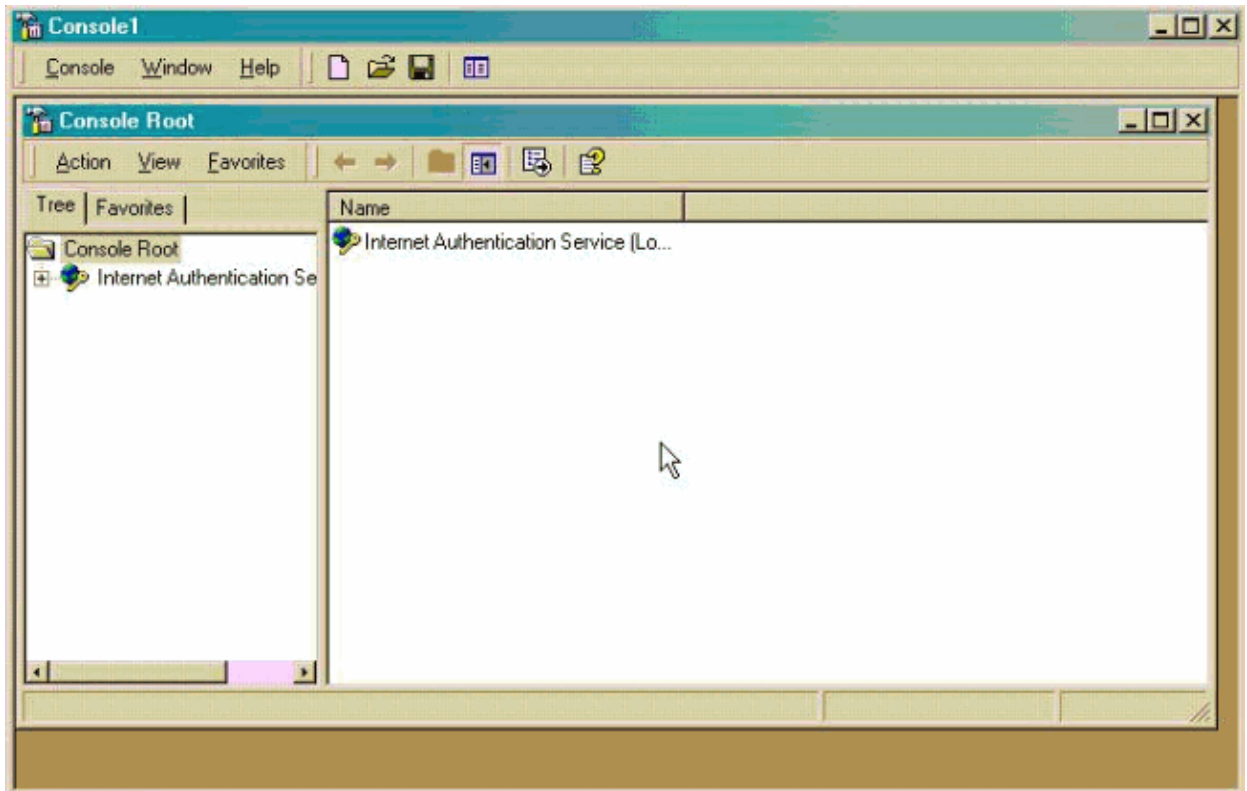 Console1
Console Window Help
Console Root
Action View Favorites
Tree Favorites
Name
Console Root
Internet Authentication Service (Lo...
Internet Authentication Se